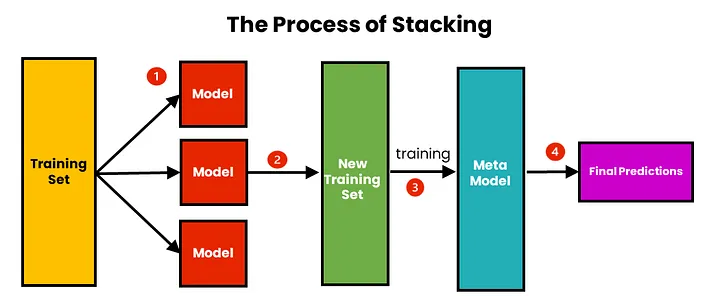 The Process of Stacking
1
Model
Training
Set
Model
2
New
Training
Set
training
3
Meta
Model
4
Final Predictions
Model